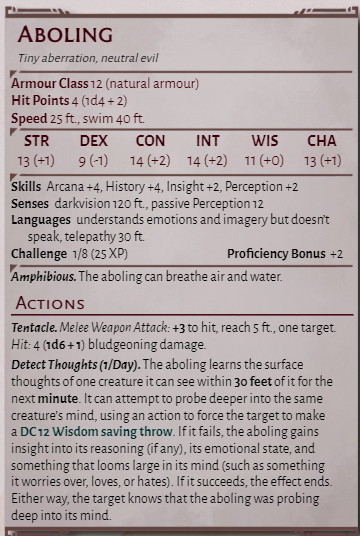 ABOLING
Tiny aberration, neutral evil
Armour Class 12 (natural armour)
Hit Points 4 (1d4 + 2)
Speed 25 ft., swim 40 ft.
STR DEX CON INT WIS CHA
13 (+1) 9 (-1) 14 (+2) 14 (+2) 11 (+0) 13 (+1)
Skills Arcana +4, History +4, Insight +2, Perception +2
Senses darkvision 120 ft., passive Perception 12
Languages understands emotions and imagery but doesn't
speak, telepathy 30 ft.
Challenge 1/8 (25 XP) Proficiency Bonus +2
Amphibious. The aboling can breathe air and water.
ACTIONS
Tentacle. Melee Weapon Attack: +3 to hit, reach 5 ft., one target.
Hit: 4 (1d6 + 1) bludgeoning damage.
Detect Thoughts (1/Day). The aboling learns the surface
thoughts of one creature it can see within 30 feet of it for the
next minute. It can attempt to probe deeper into the same
creature's mind, using an action to force the target to make
a DC 12 Wisdom saving throw. If it fails, the aboling gains
insight into its reasoning (if any), its emotional state, and
something that looms large in its mind (such as something
it worries over, loves, or hates). If it succeeds, the effect ends.
Either way, the target knows that the aboling was probing
deep into its mind.